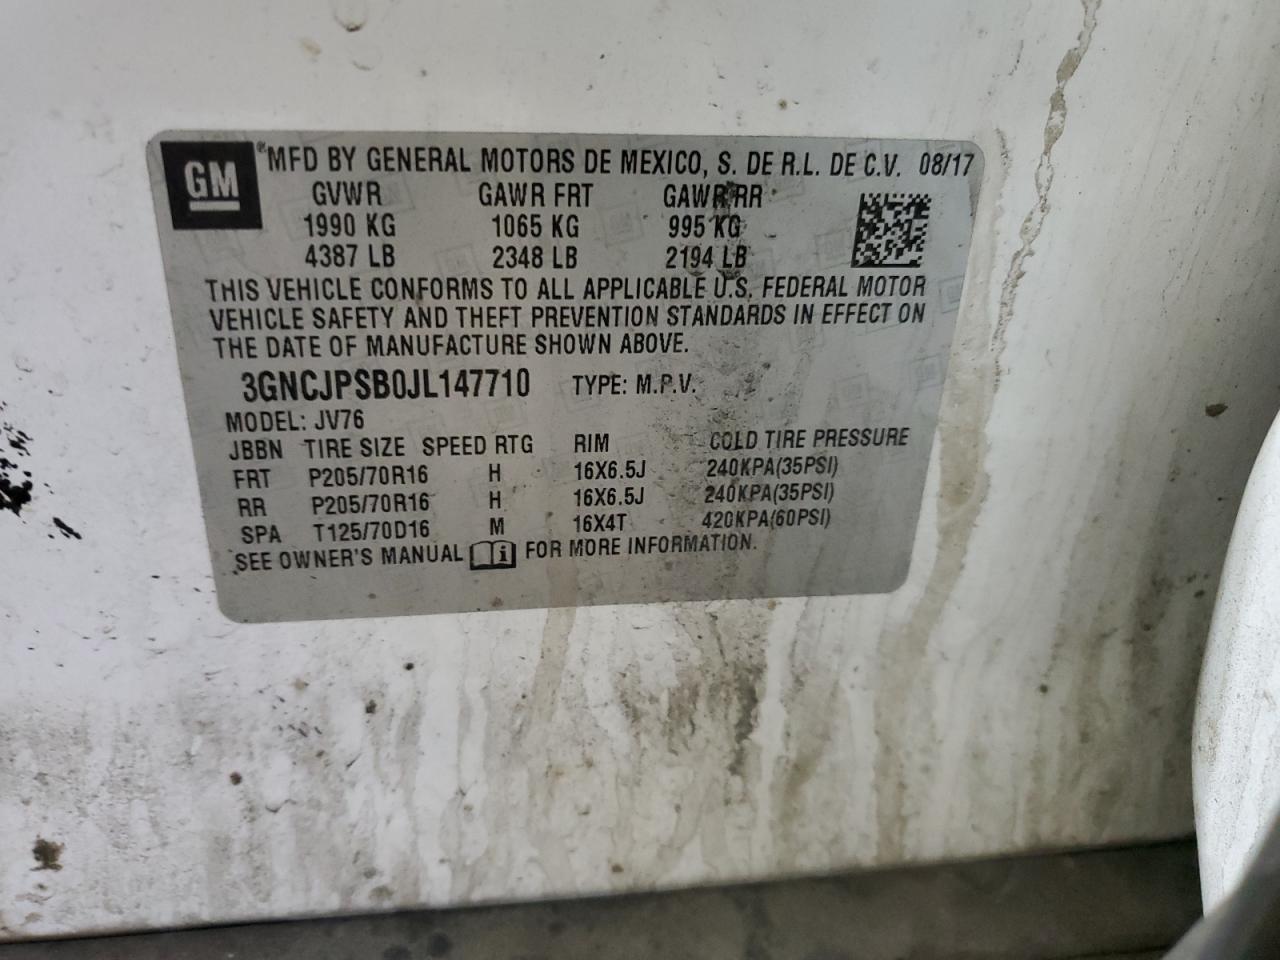 GM ® MFD BY GENERAL MOTORS DE MEXICO, S. DE R.L. DE C.V. 08/17
GVWR GAWR FRT GAWR RR
1990 KG 1065 KG 995 KG
4387 LB 2348 LB 2194 LB
THIS VEHICLE CONFORMS TO ALL APPLICABLE U.S. FEDERAL MOTOR
VEHICLE SAFETY AND THEFT PREVENTION STANDARDS IN EFFECT ON
THE DATE OF MANUFACTURE SHOWN ABOVE.
3GNCJPSB0JL147710 TYPE: M.P.V.
MODEL: JV76
JBBN TIRE SIZE SPEED RTG RIM COLD TIRE PRESSURE
FRT P205/70R16 H 16X6.5J 240KPA(35PSI)
RR P205/70R16 H 16X6.5J 240KPA(35PSI)
SPA T125/70D16 M 16X4T 420KPA(60PSI)
SEE OWNER'S MANUAL i FOR MORE INFORMATION.